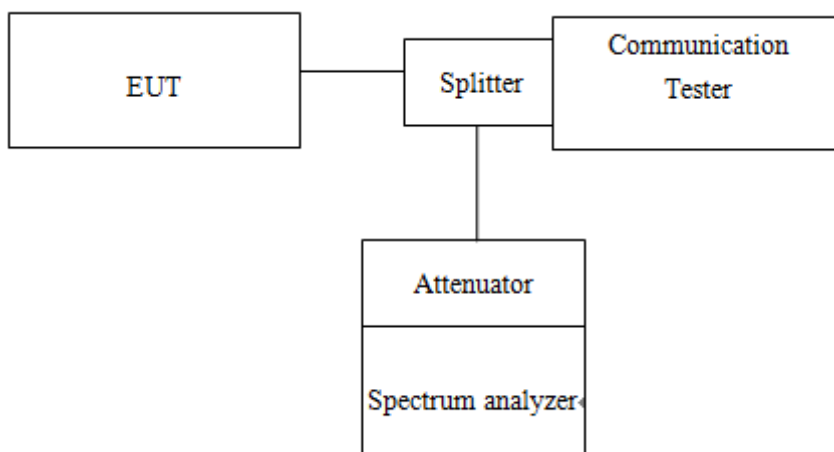 EUT
Splitter
Communication
Tester
Attenuator
Spectrum analyzer